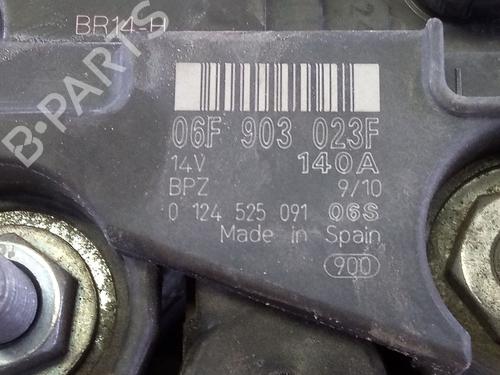 BR14-H
B-PARTS
06F 903 023F
14V 140A
BPZ 9/10
0 124 525 091 06S
Made in Spain
900